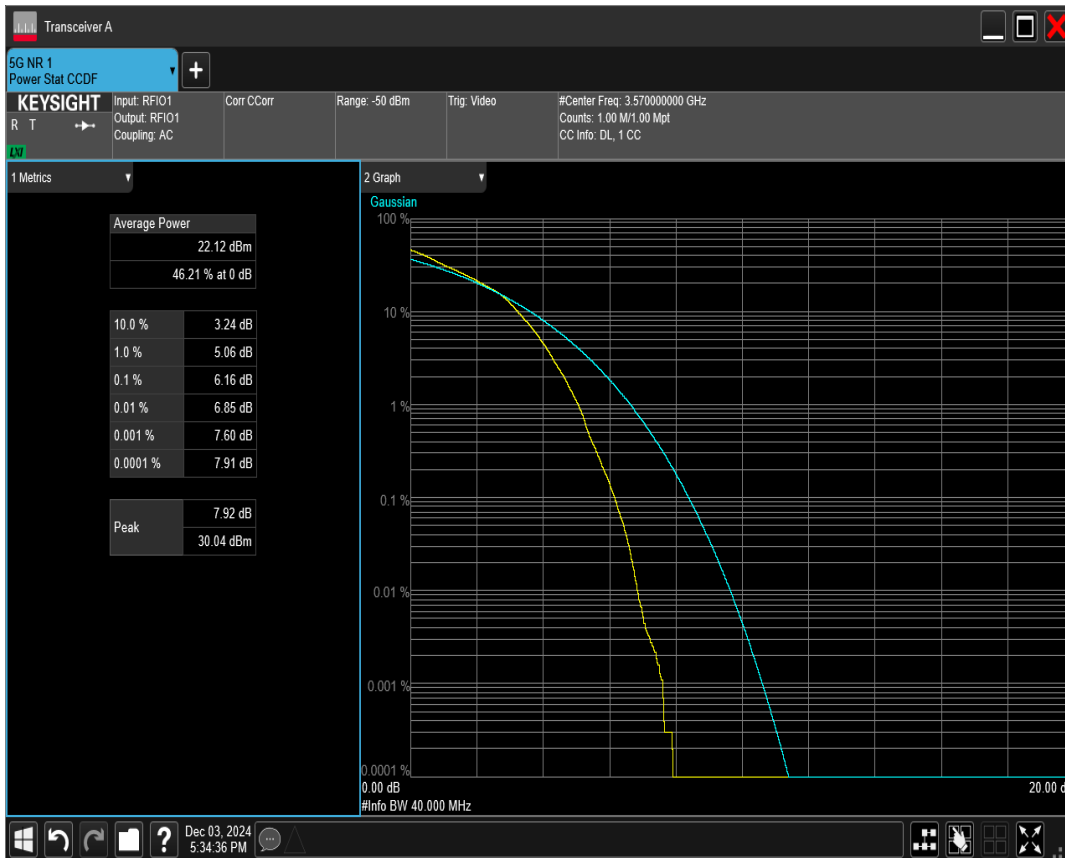 Transceiver A
5G NR 1
Power Stat CCDF
+
KEYSIGHT
R T
LXI
Input: RFIO1
Output: RFIO1
Coupling: AC
Corr CCorr
Range: -50 dBm
Trig: Video
#Center Freq: 3.570000000 GHz
Counts: 1.00 M/1.00 Mpt
CC Info: DL, 1 CC
1 Metrics
Average Power
22.12 dBm
46.21 % at 0 dB
10.0 % 3.24 dB
1.0 % 5.06 dB
0.1 % 6.16 dB
0.01 % 6.85 dB
0.001 % 7.60 dB
0.0001 % 7.91 dB
Peak 7.92 dB
30.04 dBm
2 Graph
Gaussian
100 %
10 %
1 %
0.1 %
0.01 %
0.001 %
0.0001 %
0.00 dB 20.00 d
#Info BW 40.000 MHz
?
Dec 03, 2024
5:34:36 PM